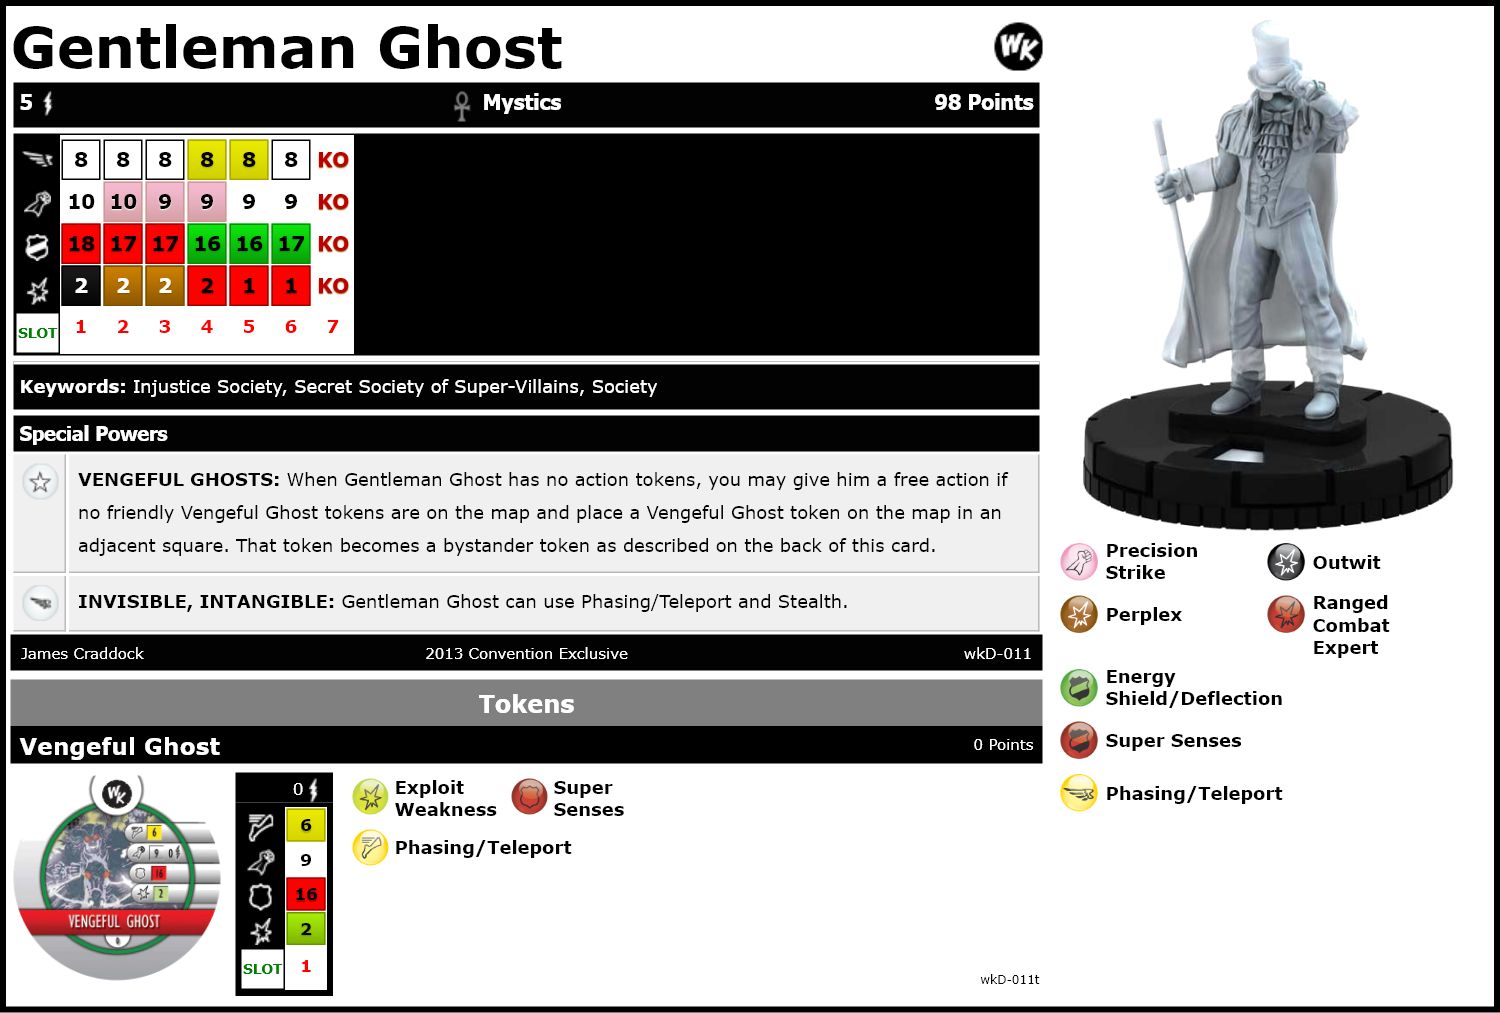 Gentleman Ghost
WK
5 Mystics 98 Points
8 8 8 8 8 8 KO
10 10 9 9 9 9 KO
18 17 17 16 16 17 KO
2 2 2 2 1 1 KO
SLOT 1 2 3 4 5 6 7
Keywords: Injustice Society, Secret Society of Super-Villains, Society
Special Powers
VENGEFUL GHOSTS: When Gentleman Ghost has no action tokens, you may give him a free action if
no friendly Vengeful Ghost tokens are on the map and place a Vengeful Ghost token on the map in an
adjacent square. That token becomes a bystander token as described on the back of this card.
INVISIBLE, INTANGIBLE: Gentleman Ghost can use Phasing/Teleport and Stealth.
James Craddock 2013 Convention Exclusive wkD-011
Precision
Strike
Outwit
Perplex
Ranged
Combat
Expert
Energy
Shield/Deflection
Super Senses
Phasing/Teleport
Tokens
Vengeful Ghost 0 Points
WK
6
9 0
16
2
VENGEFUL GHOST
0
0
6
9
16
2
SLOT 1
Exploit
Weakness
Super
Senses
Phasing/Teleport
wkD-011t